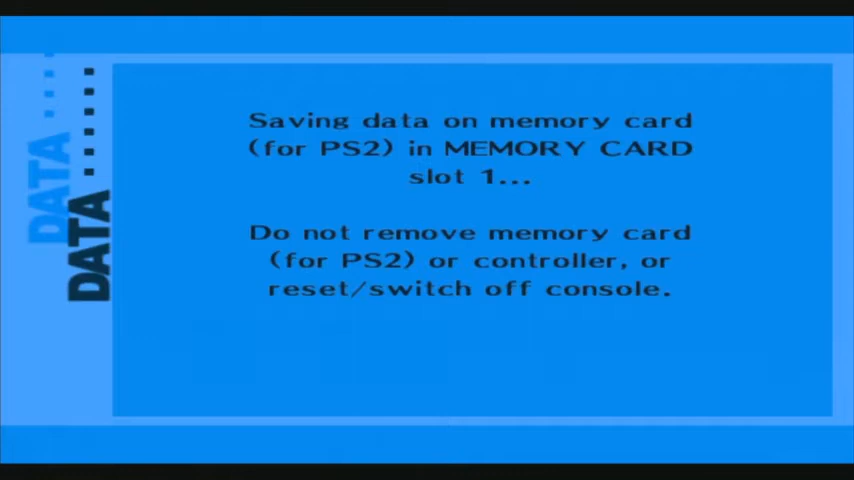 Saving data on memory card
(for PS2) in MEMORY CARD
slot 1...
Do not remove memory card
(for PS2) or controller, or
reset/switch off console.
DATA ......
DATA ......